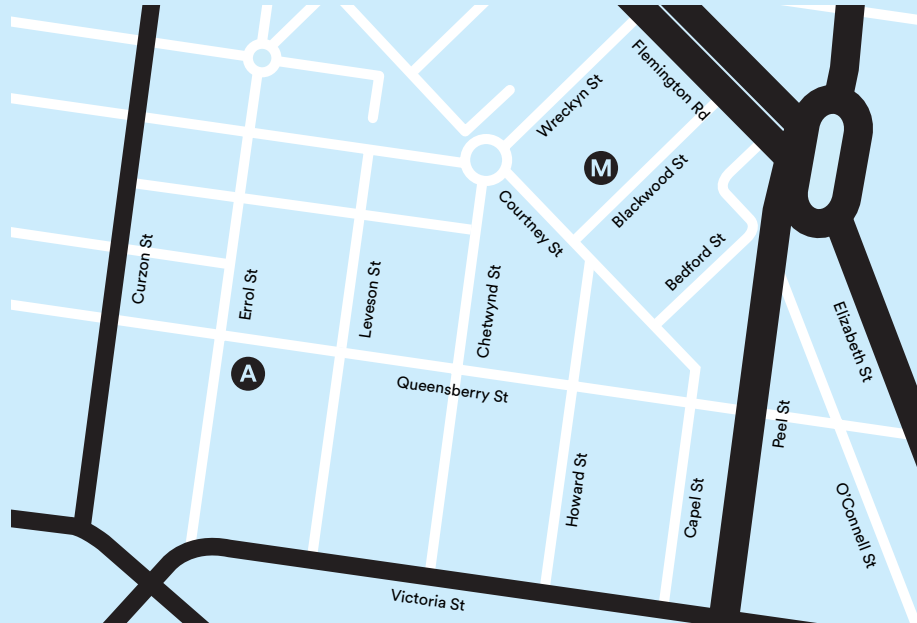 Flemington Rd
Wreckyn St
M
Blackwood St
Courtney St
Bedford St
Curzon St
Errol St
Leveson St
Chetwynd St
Elizabeth St
A
Queensberry St
Peel St
Howard St
Capel St
O'Connell St
Victoria St